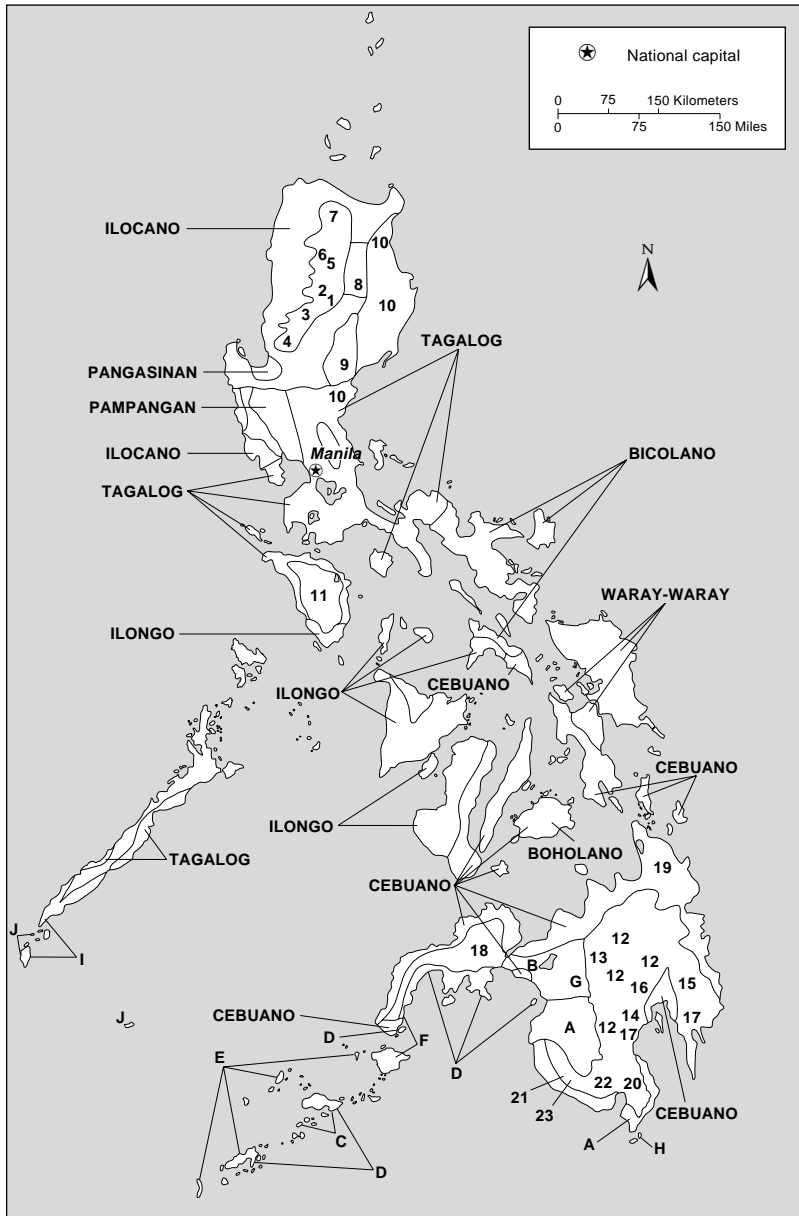 National capital
0 75 150 Kilometers
0 75 150 Miles
N
7
ILOCANO
10
6
5
8
2
1
10
3
4
TAGALOG
9
PANGASINAN
10
PAMPANGAN
ILOCANO
Manila
BICOLANO
TAGALOG
11
WARAY-WARAY
ILONGO
CEBUANO
ILONGO
CEBUANO
ILONGO
BOHOLANO
TAGALOG
19
CEBUANO
12
18
13
12
B
12
J
I
G
16
15
J
CEBUANO
14
17
D
F
A
12
17
E
D
21
22
20
23
CEBUANO
C
A
H
D